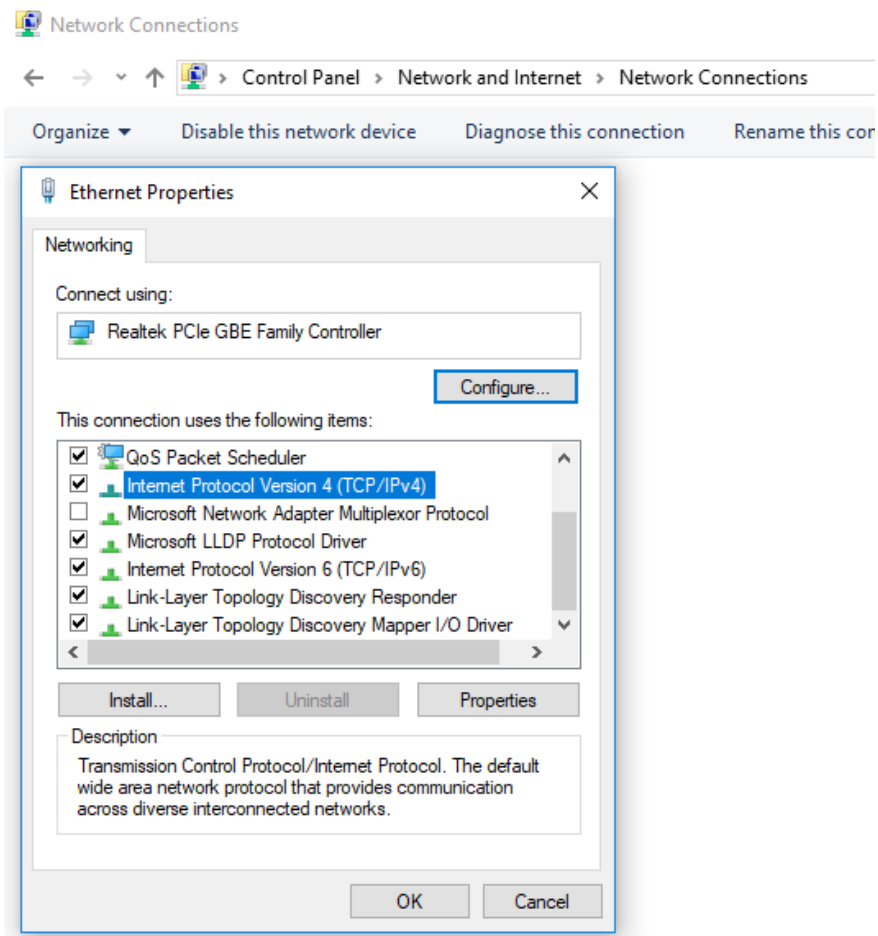 Network Connections
Control Panel > Network and Internet > Network Connections
Organize Disable this network device Diagnose this connection Rename this con
Ethernet Properties
Networking
Connect using:
Realtek PCIe GBE Family Controller
Configure...
This connection uses the following items:
QoS Packet Scheduler
Internet Protocol Version 4 (TCP/IPv4)
Microsoft Network Adapter Multiplexor Protocol
Microsoft LLDP Protocol Driver
Internet Protocol Version 6 (TCP/IPv6)
Link-Layer Topology Discovery Responder
Link-Layer Topology Discovery Mapper I/O Driver
Install... Uninstall Properties
Description
Transmission Control Protocol/Internet Protocol. The default
wide area network protocol that provides communication
across diverse interconnected networks.
OK Cancel